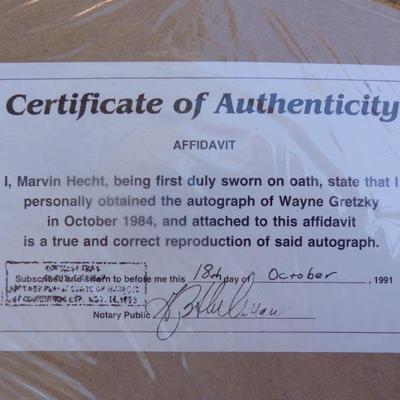 Certificate of Authenticity
AFFIDAVIT
I, Marvin Hecht, being first duly sworn on oath, state that I
personally obtained the autograph of Wayne Gretzky
in October 1984, and attached to this affidavit
is a true and correct reproduction of said autograph.
Subscribed and sworn to before me this 18th day of October, 1991
Notary Public